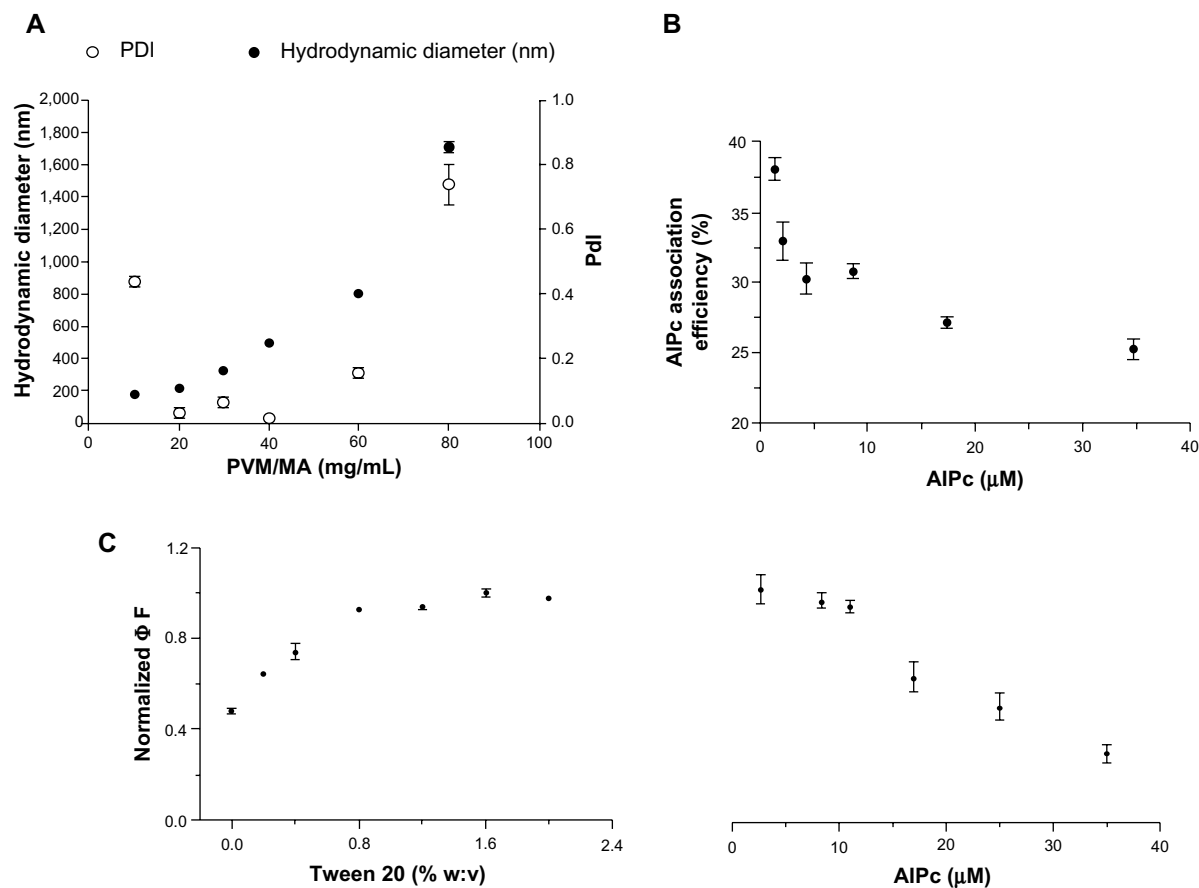 A
PDI
Hydrodynamic diameter (nm)
Hydrodynamic diameter (nm)
2,000
1,800
1,600
1,400
1,200
1,000
800
600
400
200
0
1.0
0.8
0.6
0.4
0.2
0.0
PdI
0 20 40 60 80 100
PVM/MA (mg/mL)
B
AlPc association
efficiency (%)
40
35
30
25
20
0 10 20 30 40
AlPc (μM)
C
Normalized Φ F
1.2
0.8
0.4
0.0
0.0 0.8 1.6 2.4
Tween 20 (% w:v)
0 10 20 30 40
AlPc (μM)